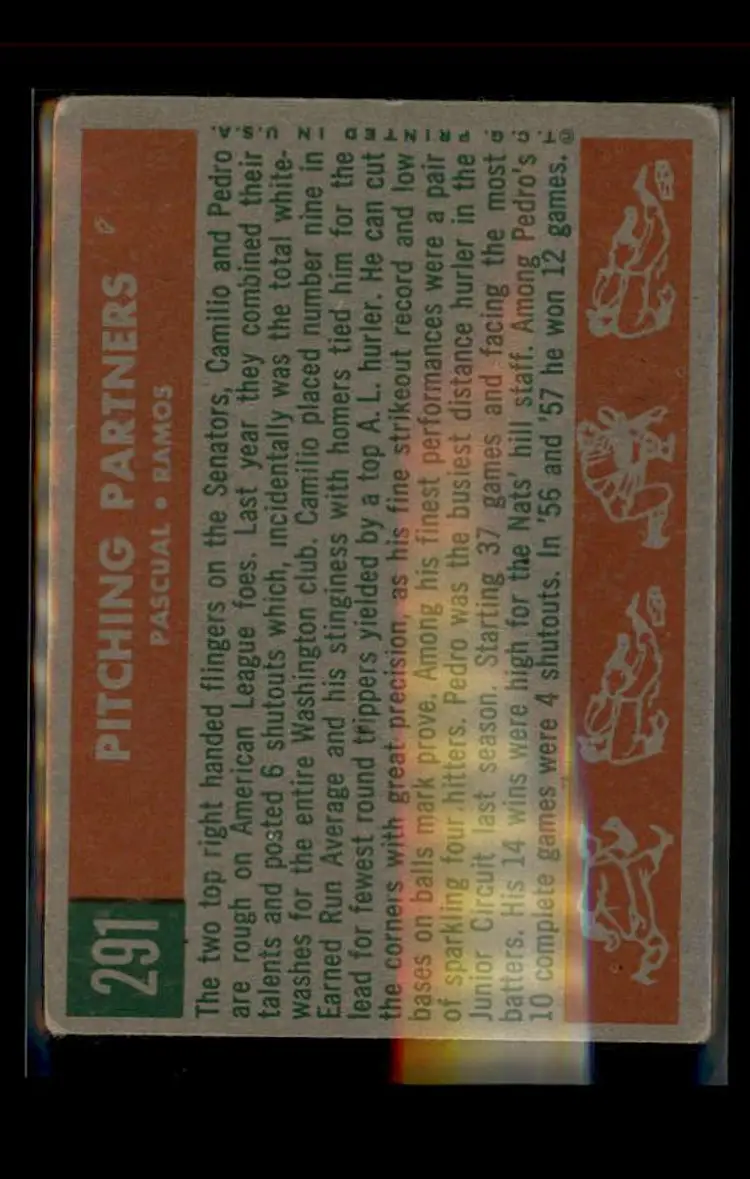 291
PITCHING PARTNERS
PASCUAL • RAMOS
The two top right handed flingers on the Senators, Camilio and Pedro
are rough on American League foes. Last year they combined their
talents and posted 6 shutouts which, incidentally was the total white-
washes for the entire Washington club. Camilio placed number nine in
Earned Run Average and his stinginess with homers tied him for the
lead for fewest round trippers yielded by a top A.L. hurler. He can cut
the corners with great precision, as his fine strikeout record and low
bases on balls mark prove. Among his finest performances were a pair
of sparkling four hitters. Pedro was the busiest distance hurler in the
Junior Circuit last season. Starting 37 games and facing the most
batters. His 14 wins were high for the Nats' hill staff. Among Pedro's
10 complete games were 4 shutouts. In '56 and '57 he won 12 games.
© T. C. G. PRINTED IN U.S.A.